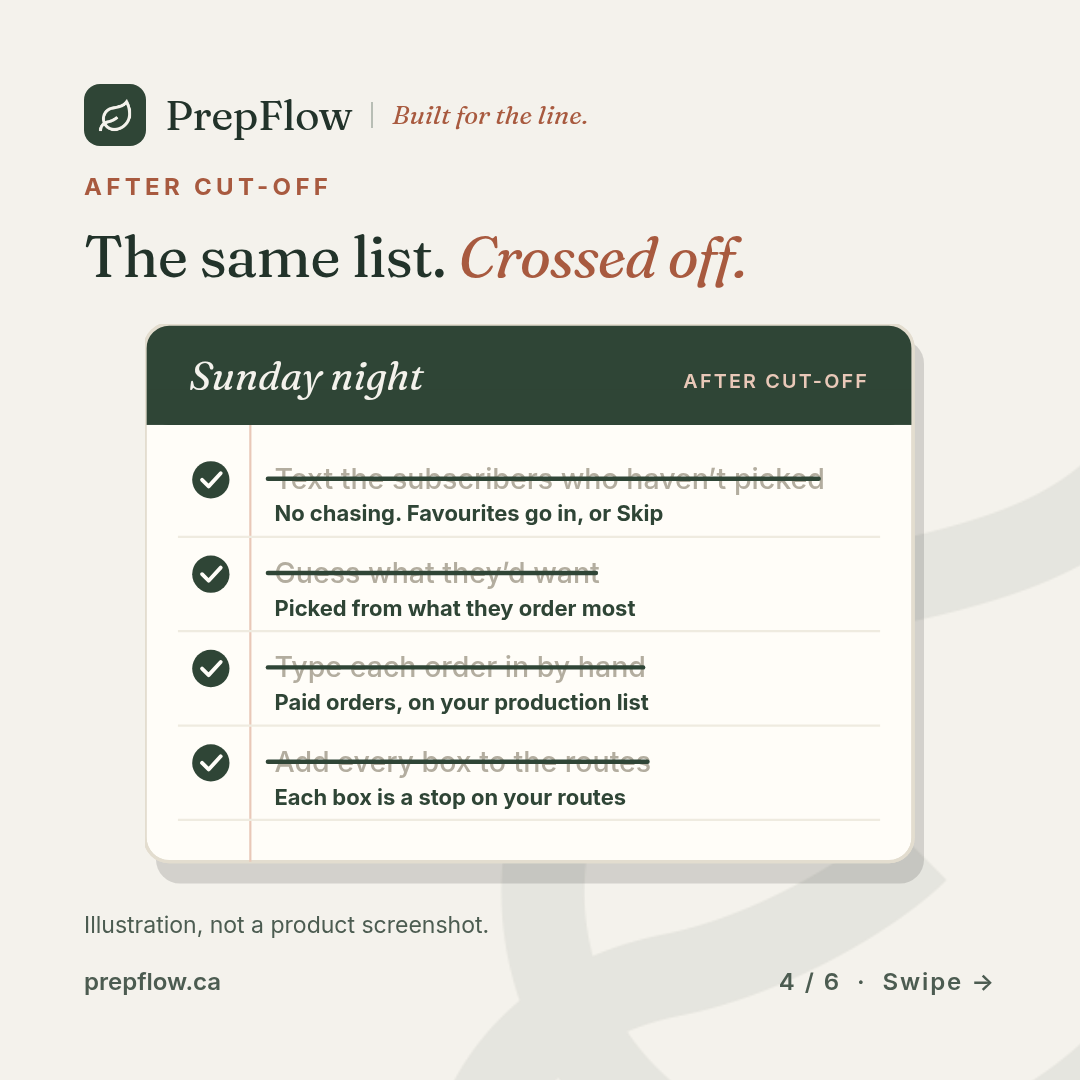 PrepFlow | Built for the line.
AFTER CUT-OFF
The same list. Crossed off.
Sunday night AFTER CUT-OFF
Text the subscribers who haven’t picked
No chasing. Favourites go in, or Skip
Guess what they’d want
Picked from what they order most
Type each order in by hand
Paid orders, on your production list
Add every box to the routes
Each box is a stop on your routes
Illustration, not a product screenshot.
prepflow.ca 4 / 6 · Swipe →